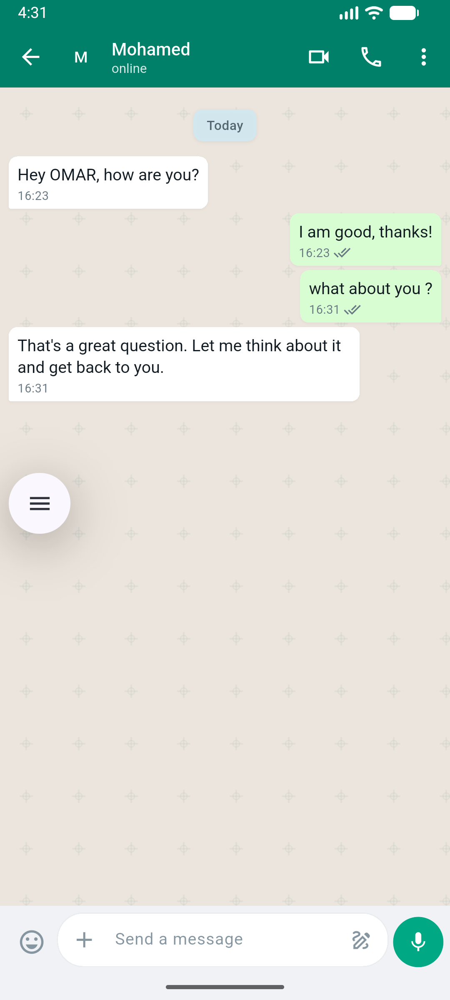 4:31
M
Mohamed
online
Today
Hey OMAR, how are you?
16:23
I am good, thanks!
16:23
what about you ?
16:31
That's a great question. Let me think about it
and get back to you.
16:31
Send a message